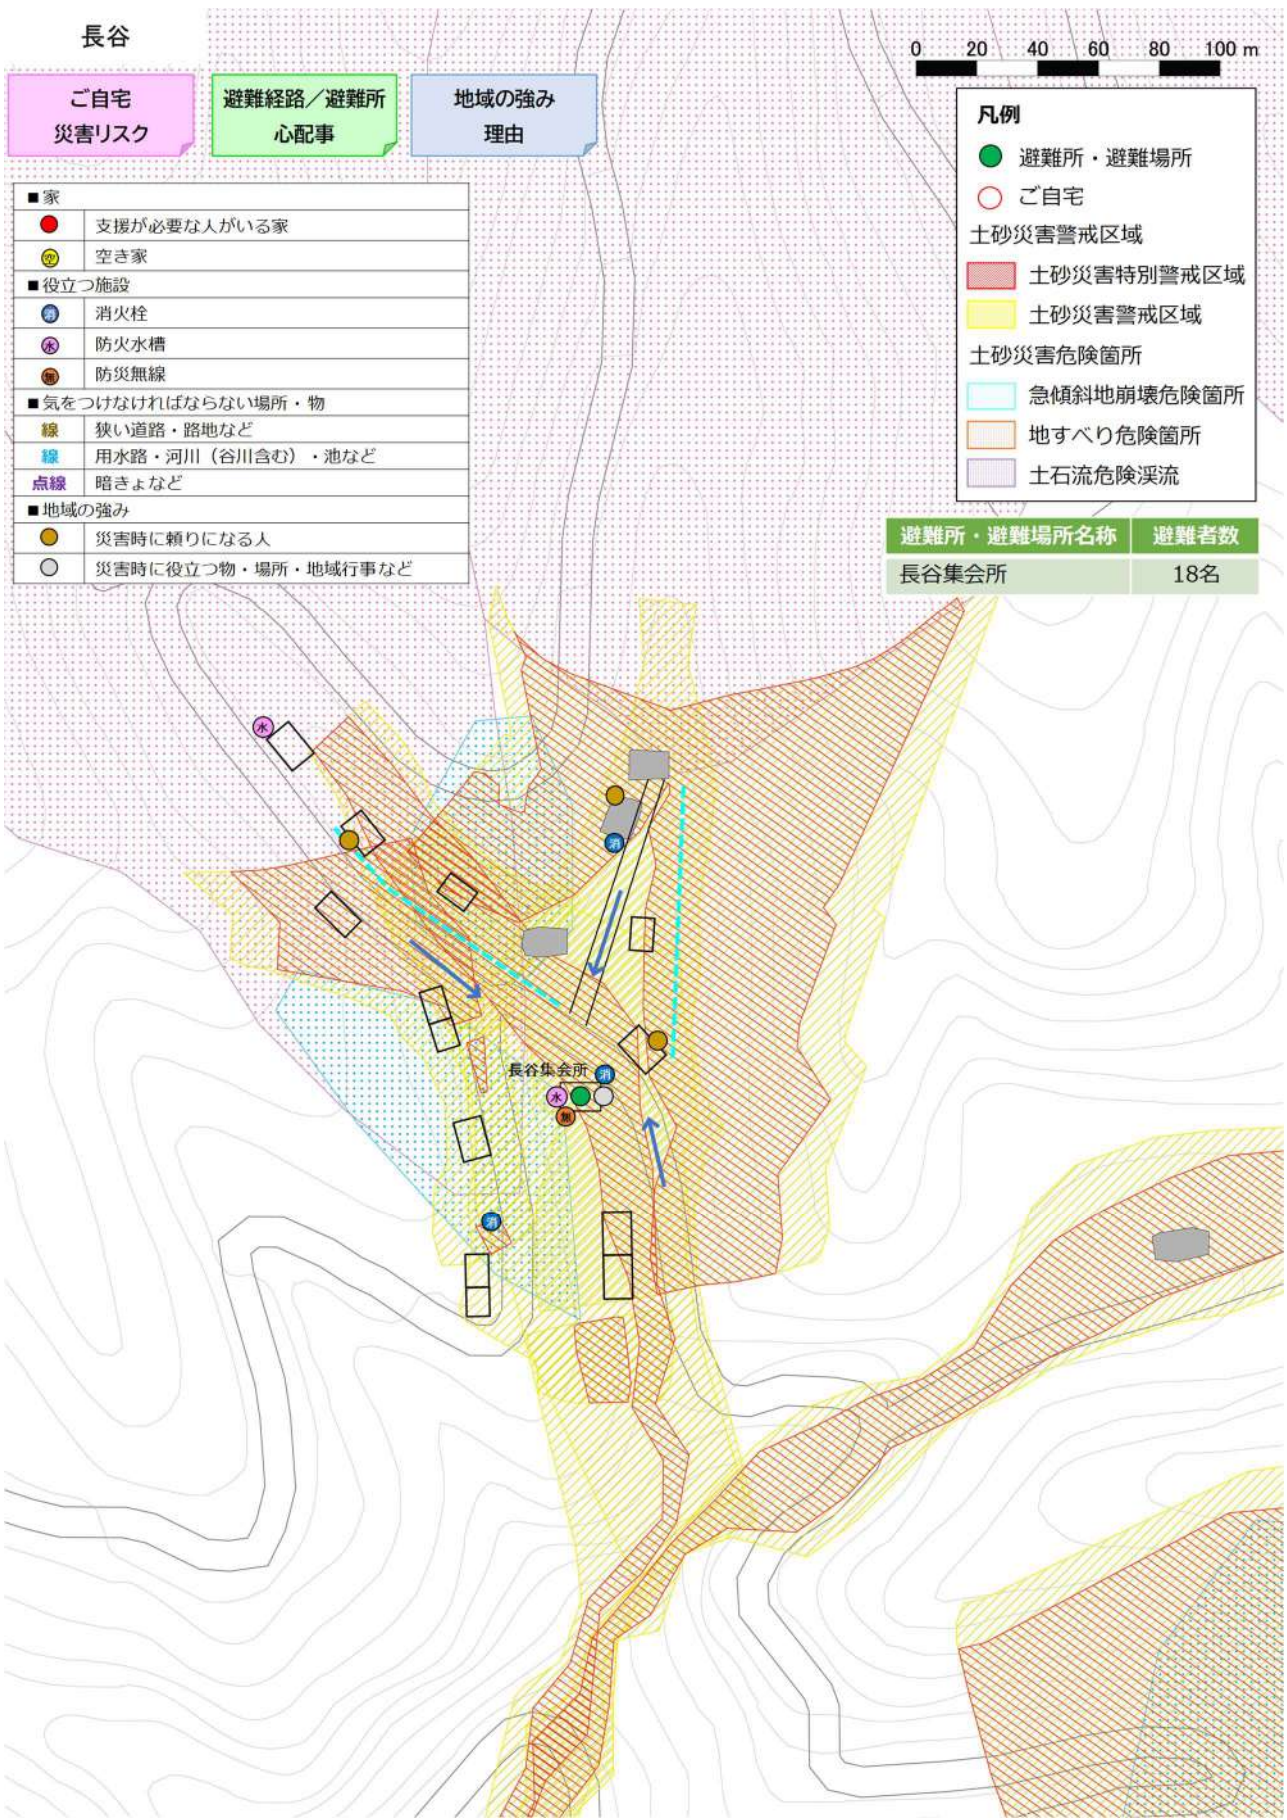 長谷
0 20 40 60 80 100 m
ご自宅
災害リスク
避難経路／避難所
心配事
地域の強み
理由
■家
支援が必要な人がいる家
空 空き家
■役立つ施設
消 消火栓
水 防火水槽
無 防災無線
■気をつけなければならない場所・物
線 狭い道路・路地など
線 用水路・河川（谷川含む）・池など
点線 暗きょなど
■地域の強み
災害時に頼りになる人
災害時に役立つ物・場所・地域行事など
凡例
避難所・避難場所
ご自宅
土砂災害警戒区域
土砂災害特別警戒区域
土砂災害警戒区域
土砂災害危険箇所
急傾斜地崩壊危険箇所
地すべり危険箇所
土石流危険渓流
避難所・避難場所名称 避難者数
長谷集会所 18名
水
消
長谷集会所 消
水
無
消